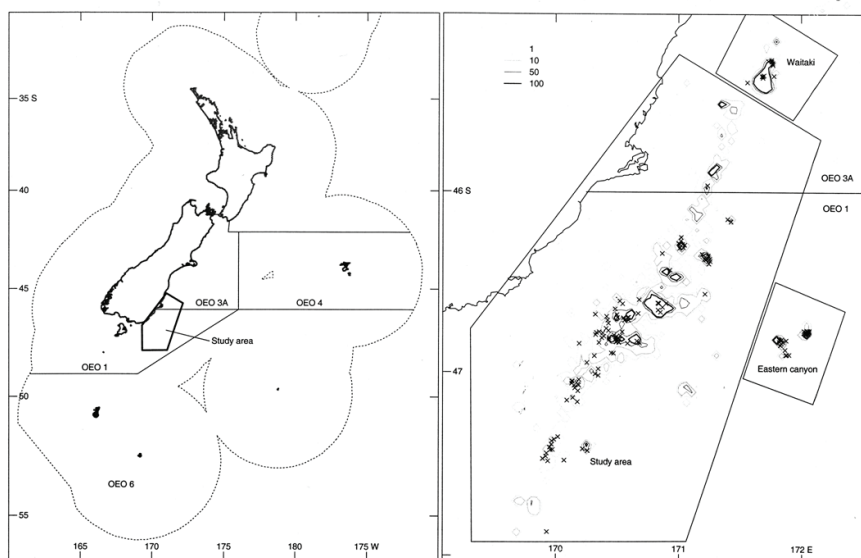 35 S
40
45
50
55
165
170
175
180
175 W
OEO 3A
OEO 4
Study area
OEO 1
OEO 6
1
10
50
100
Waitaki
OEO 3A
46 S
OEO 1
47
Eastern canyon
Study area
170
171
172 E